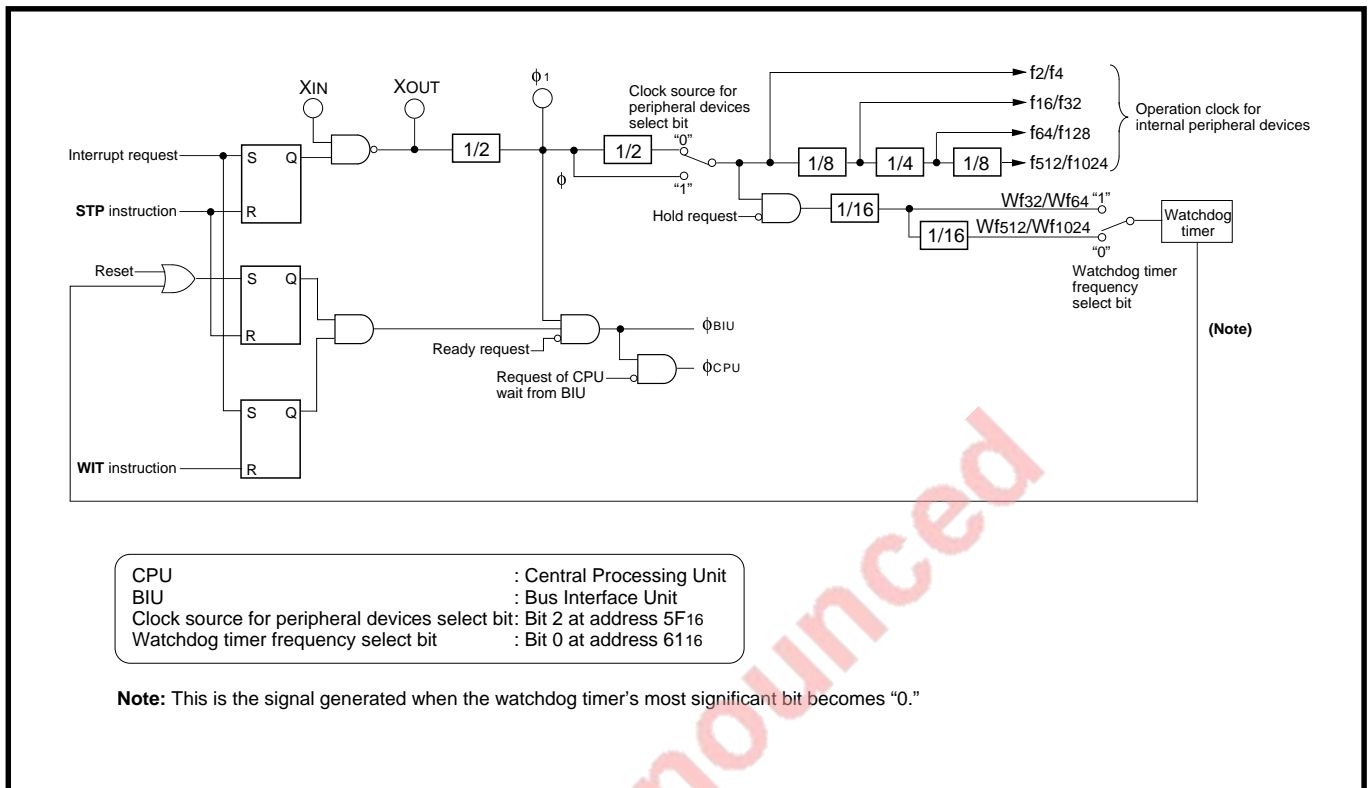 XIN
XOUT
ϕ1
Clock source for
peripheral devices
select bit
"0"
"1"
ϕ
f2/f4
f16/f32
f64/f128
f512/f1024
Operation clock for
internal peripheral devices
Interrupt request
S Q
R
1/2
1/2
1/8
1/4
1/8
STP instruction
Hold request
1/16
Wf32/Wf64 "1"
1/16
Wf512/Wf1024
"0"
Watchdog
timer
Watchdog timer
frequency
select bit
Reset
S Q
R
(Note)
Ready request
ϕBIU
ϕCPU
Request of CPU
wait from BIU
S Q
R
WIT instruction
CPU : Central Processing Unit
BIU : Bus Interface Unit
Clock source for peripheral devices select bit: Bit 2 at address 5F16
Watchdog timer frequency select bit : Bit 0 at address 6116
Note: This is the signal generated when the watchdog timer's most significant bit becomes "0."